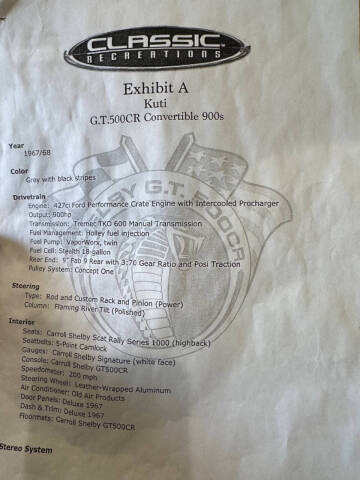 CLASSIC
RECREATIONS
Exhibit A
Kuti
G.T.500CR Convertible 900s
Year
1967/68
Color
Grey with black stripes
Drivetrain
Engine: 427ci Ford Performance Crate Engine with Intercooled Procharger
Output: 900hp
Transmission: Tremec TKO 600 Manual Transmission
Fuel Management: Holley fuel injection
Fuel Pump: VaporWorx, twin
Fuel Cell: Stealth 18-gallon
Rear End: 9" Fab 9 Rear with 3:70 Gear Ratio and Posi Traction
Pulley System: Concept One
Steering
Type: Rod and Custom Rack and Pinion (Power)
Column: Flaming River Tilt (Polished)
Interior
Seats: Carroll Shelby Scat Rally Series 1000 (highback)
Seatbelts: 5-Point Camlock
Gauges: Carroll Shelby Signature (white face)
Console: Carroll Shelby GT500CR
Speedometer: 200 mph
Steering Wheel: Leather-Wrapped Aluminum
Air Conditioner: Old Air Products
Door Panels: Deluxe 1967
Dash & Trim: Deluxe 1967
Floormats: Carroll Shelby GT500CR
Stereo System
SHELBY G.T. 500CR